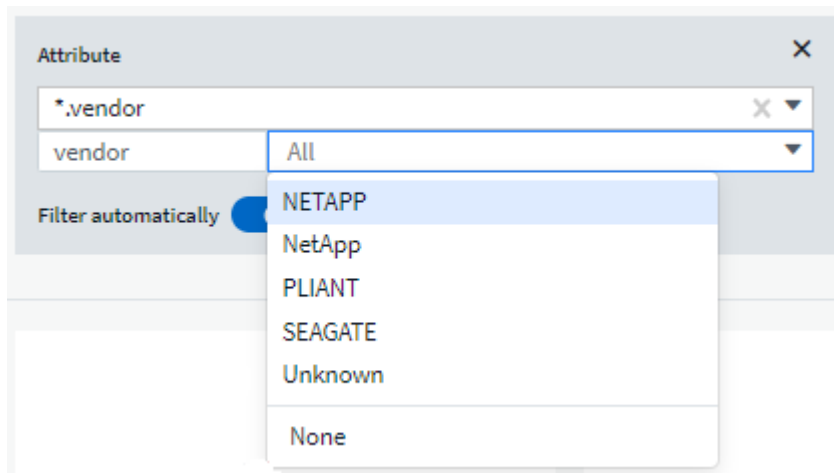 Attribute
*.vendor
vendor All
Filter automatically
NETAPP
NetApp
PLIANT
SEAGATE
Unknown
None